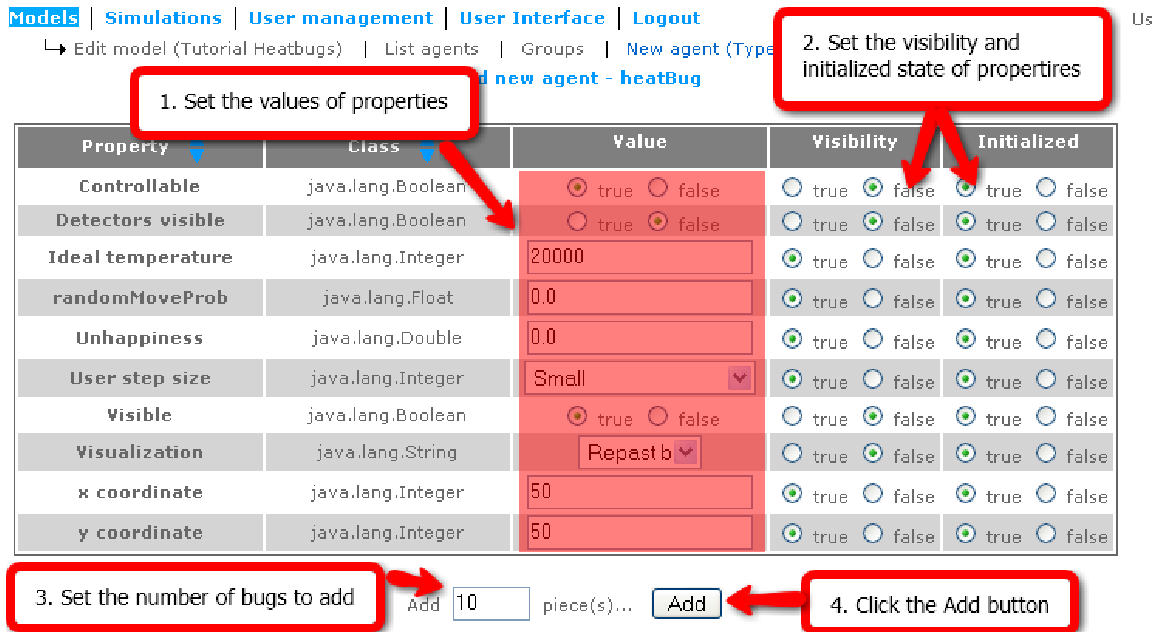 Models | Simulations | User management | User Interface | Logout Us
Edit model (Tutorial Heatbugs) | List agents | Groups | New agent (Type
2. Set the visibility and
initialized state of propertires
d new agent - heatBug
1. Set the values of properties
Property Class Value Visibility Initialized
Controllable java.lang.Boolean true false true false true false
Detectors visible java.lang.Boolean true false true false true false
Ideal temperature java.lang.Integer 20000 true false true false
randomMoveProb java.lang.Float 0.0 true false true false
Unhappiness java.lang.Double 0.0 true false true false
User step size java.lang.Integer Small true false true false
Visible java.lang.Boolean true false true false true false
Visualization java.lang.String Repast b true false true false
x coordinate java.lang.Integer 50 true false true false
y coordinate java.lang.Integer 50 true false true false
3. Set the number of bugs to add
Add 10 piece(s)... Add
4. Click the Add button